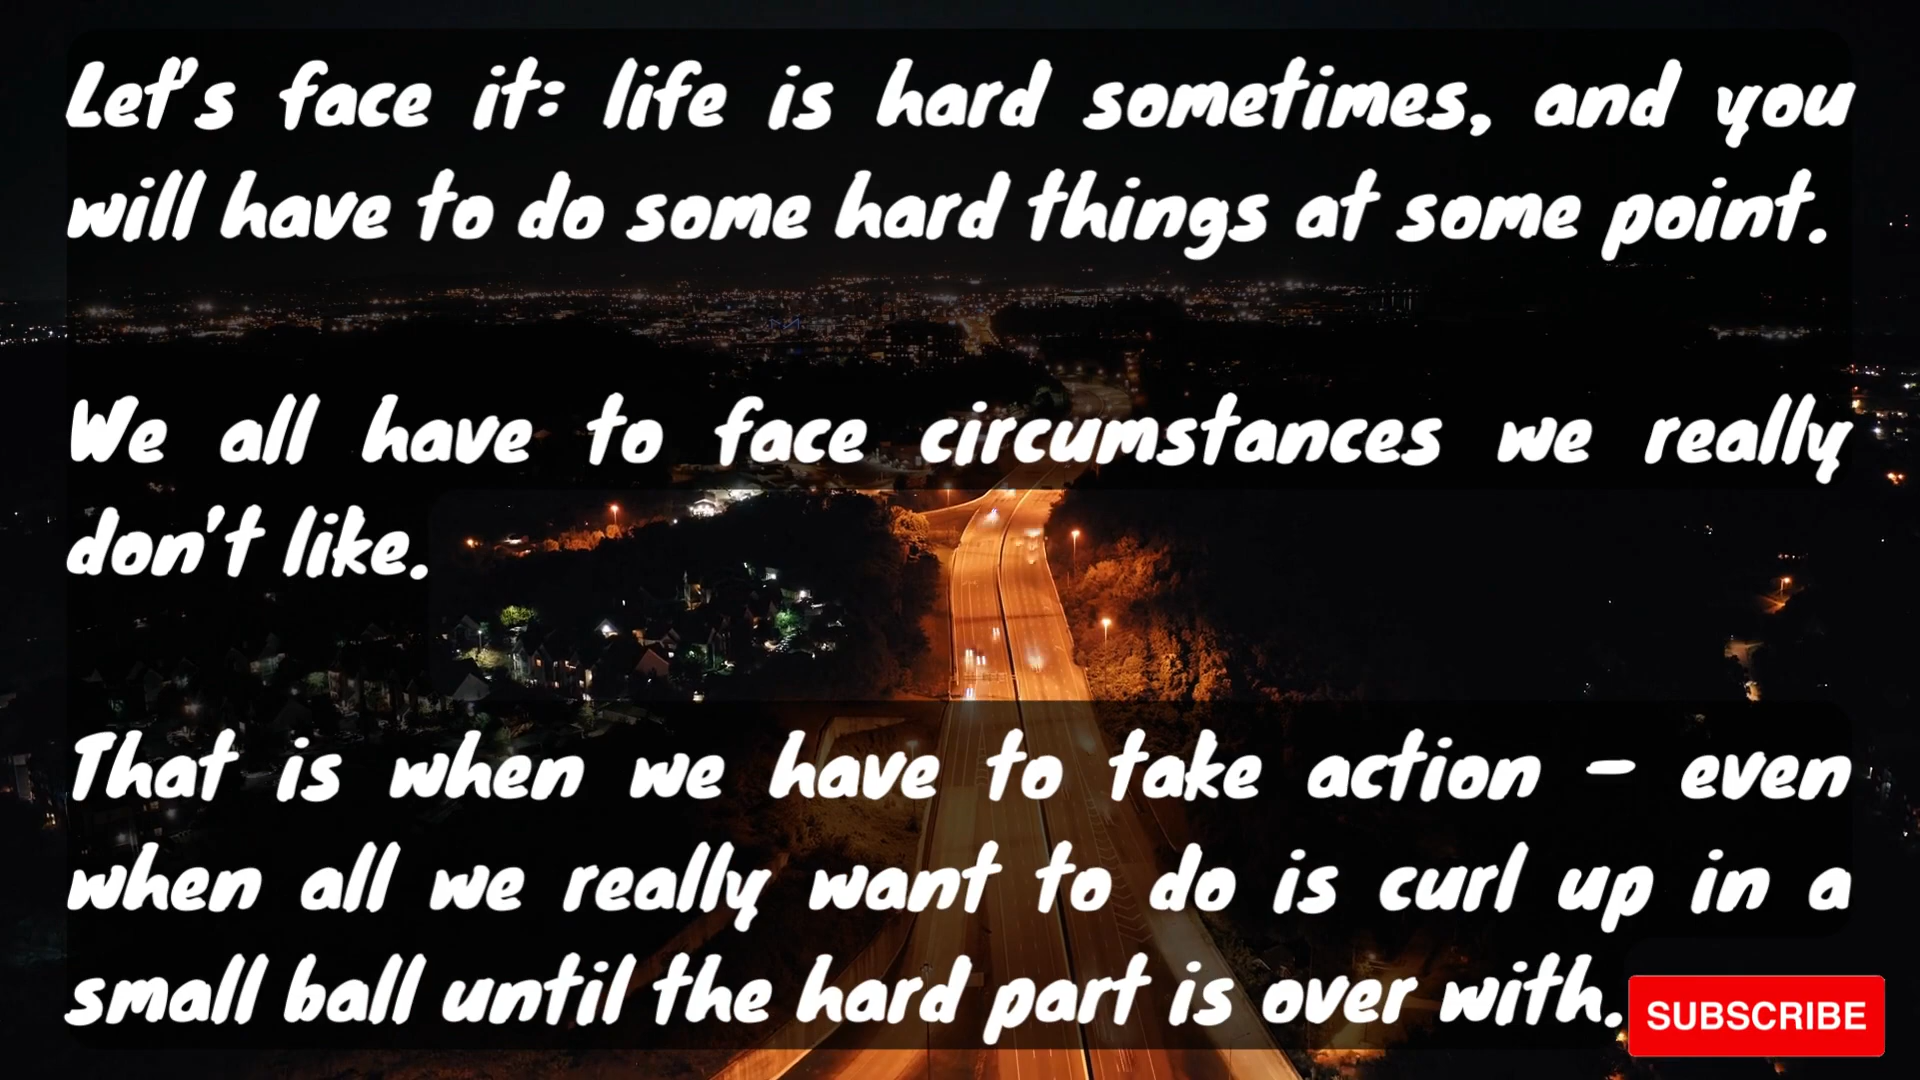 Let's face it: life is hard sometimes, and you
will have to do some hard things at some point.
We all have to face circumstances we really
don't like.
That is when we have to take action – even
when all we really want to do is curl up in a
small ball until the hard part is over with.
SUBSCRIBE